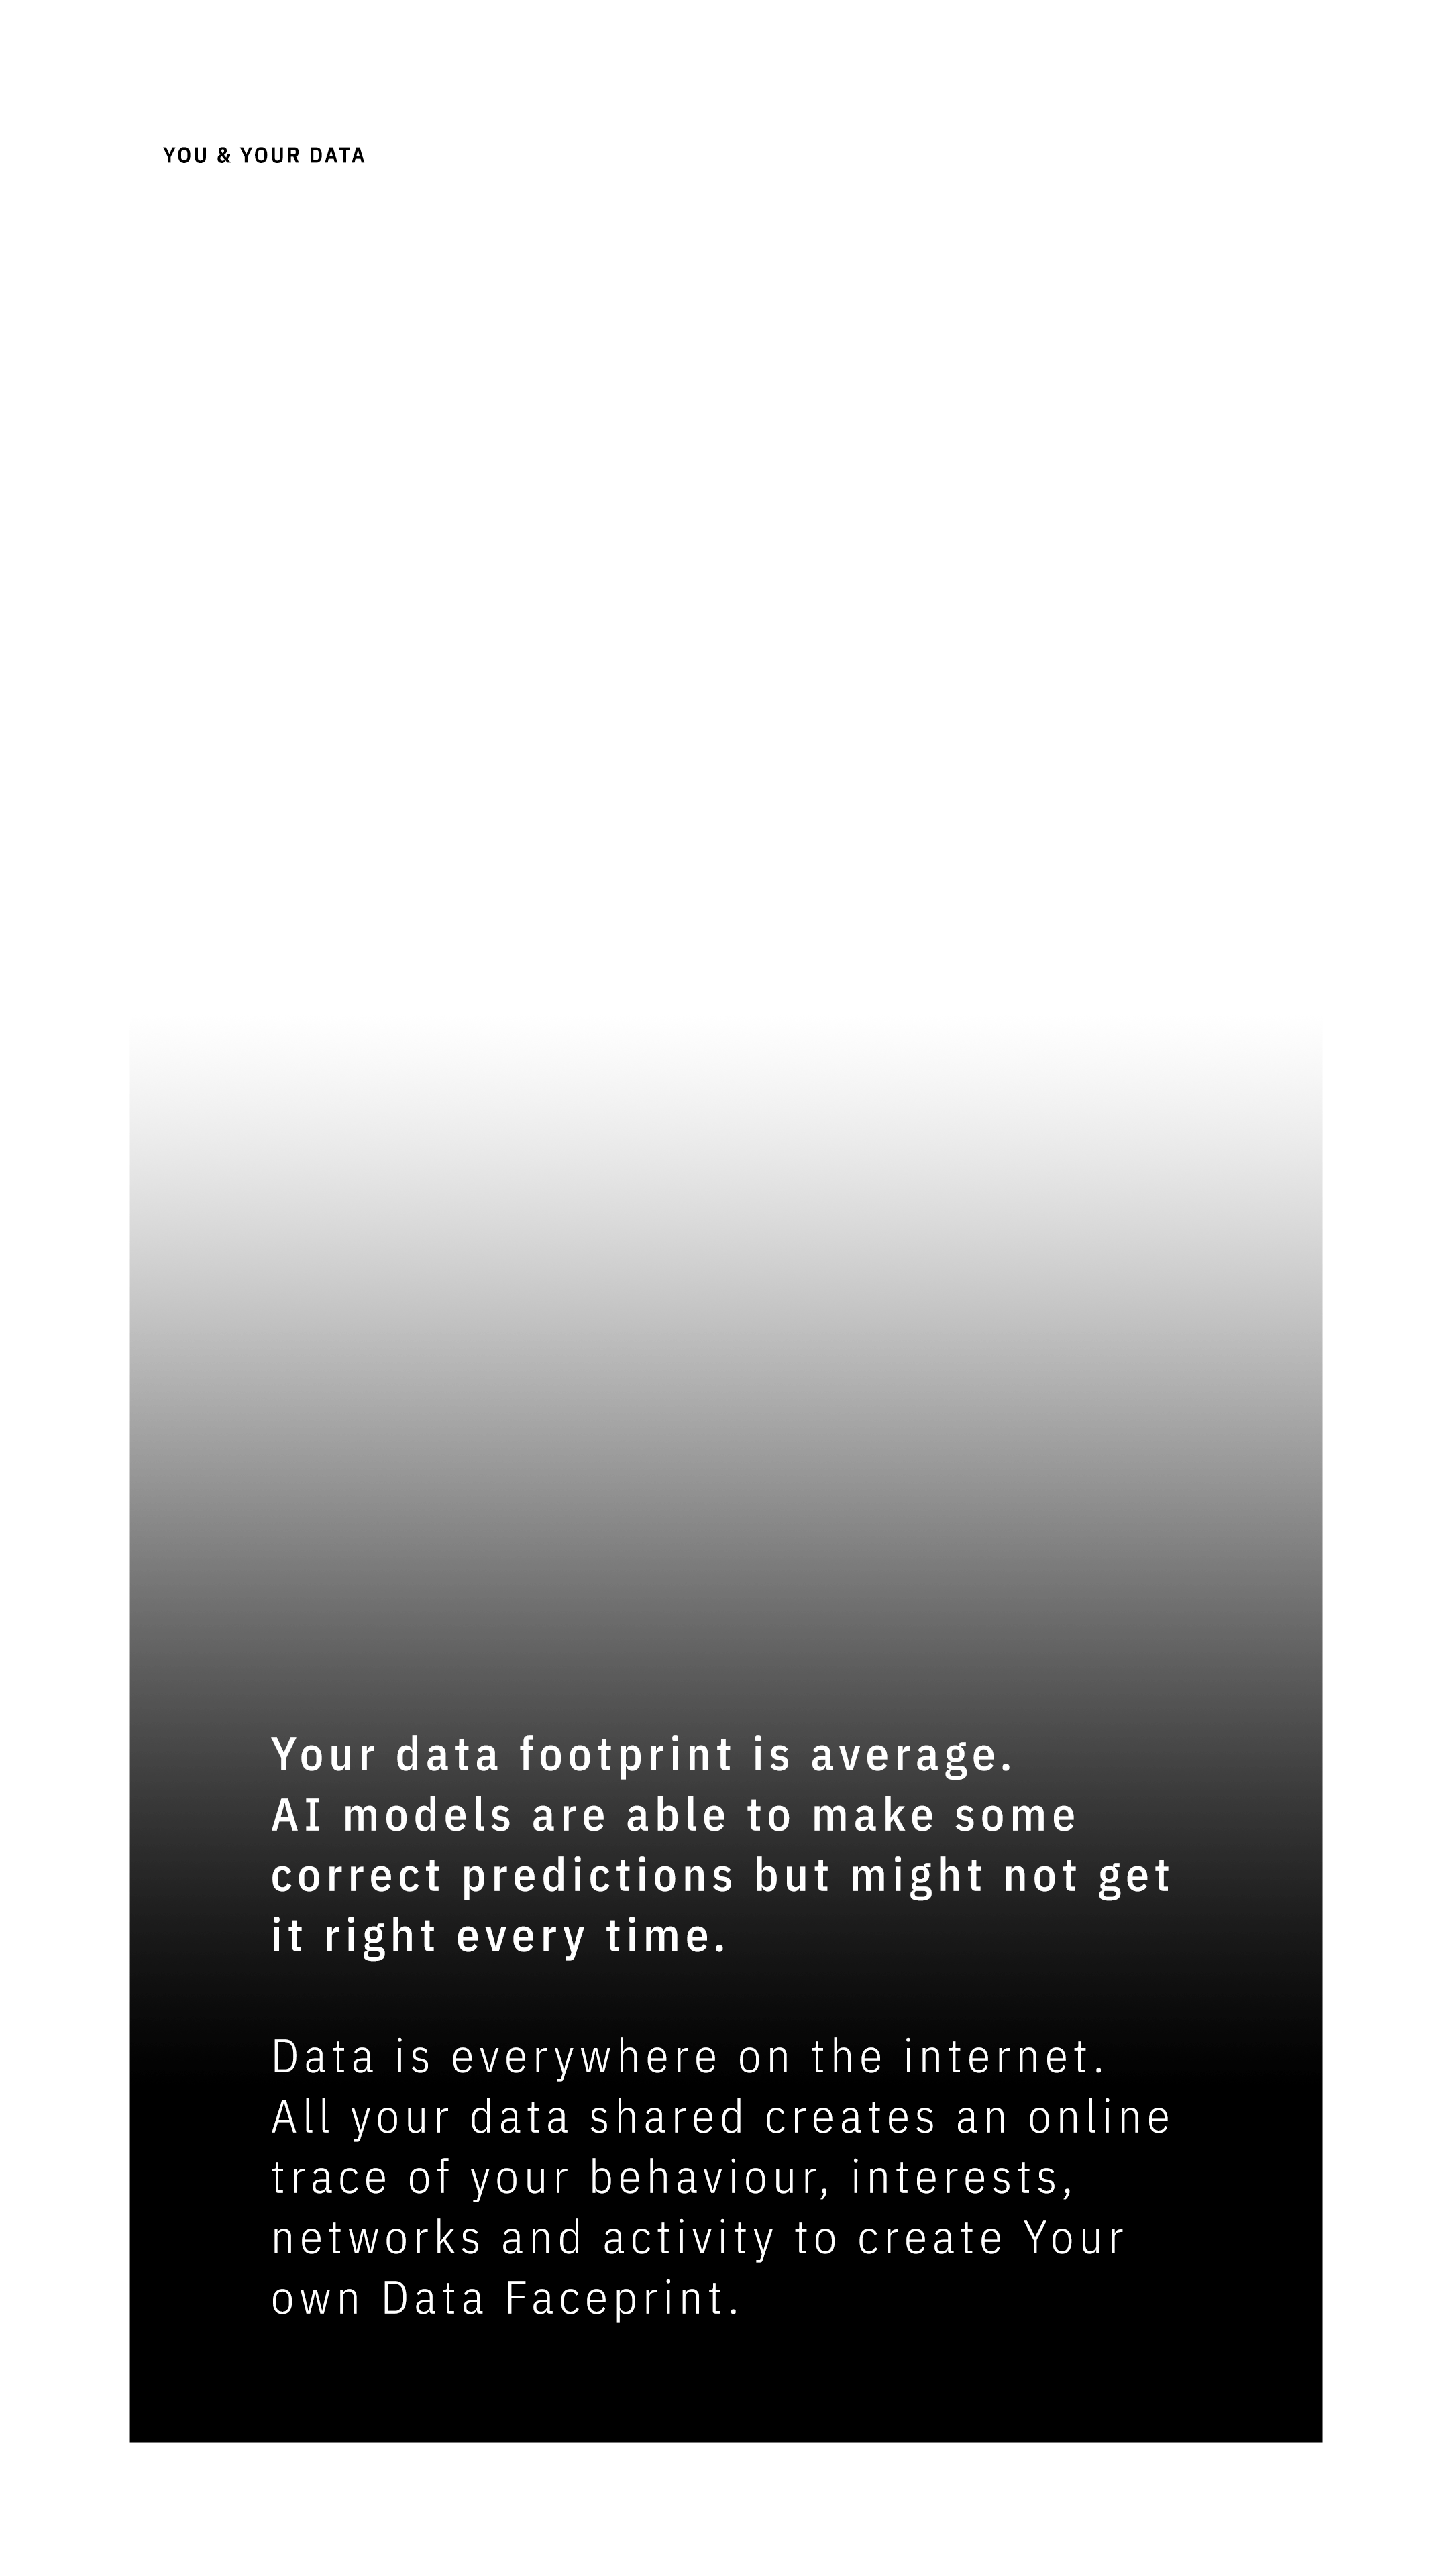 YOU & YOUR DATA
Your data footprint is average.
AI models are able to make some
correct predictions but might not get
it right every time.
Data is everywhere on the internet.
All your data shared creates an online
trace of your behaviour, interests,
networks and activity to create Your
own Data Faceprint.